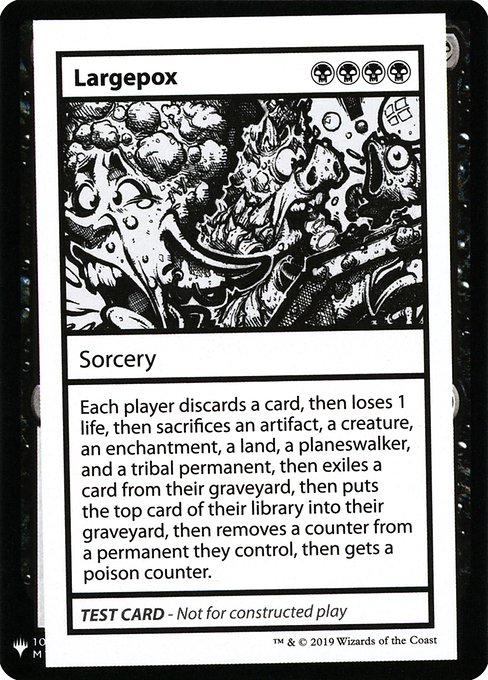 Largepox
Sorcery
Each player discards a card, then loses 1
life, then sacrifices an artifact, a creature,
an enchantment, a land, a planeswalker,
and a tribal permanent, then exiles a
card from their graveyard, then puts
the top card of their library into their
graveyard, then removes a counter from
a permanent they control, then gets a
poison counter.
TEST CARD - Not for constructed play
™ & © 2019 Wizards of the Coast